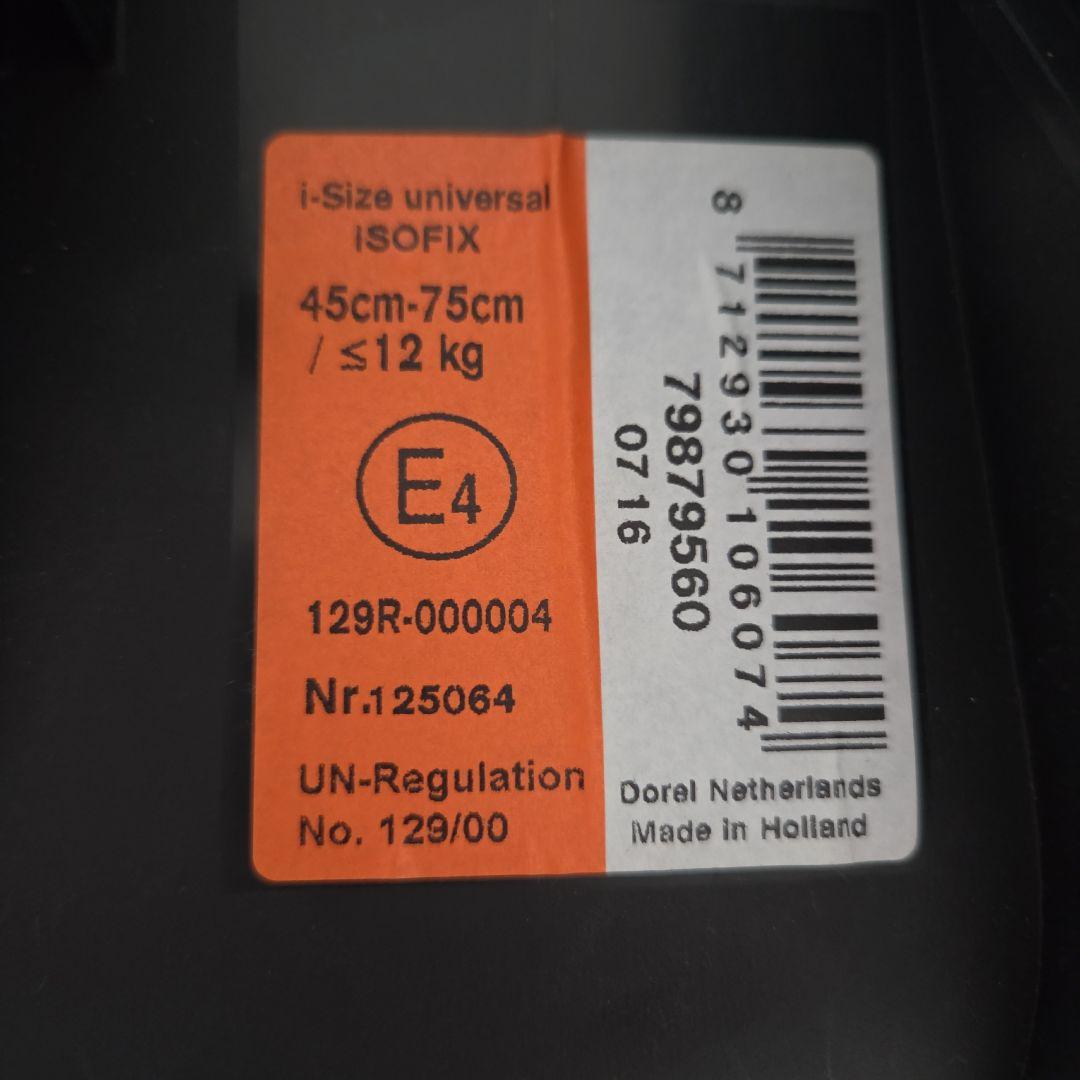 i-Size universal
ISOFIX
45cm-75cm
/ ≤12 kg
E4
129R-000004
Nr.125064
UN-Regulation
No. 129/00
8 712930 106074
79879560
07 16
Dorel Netherlands
Made in Holland